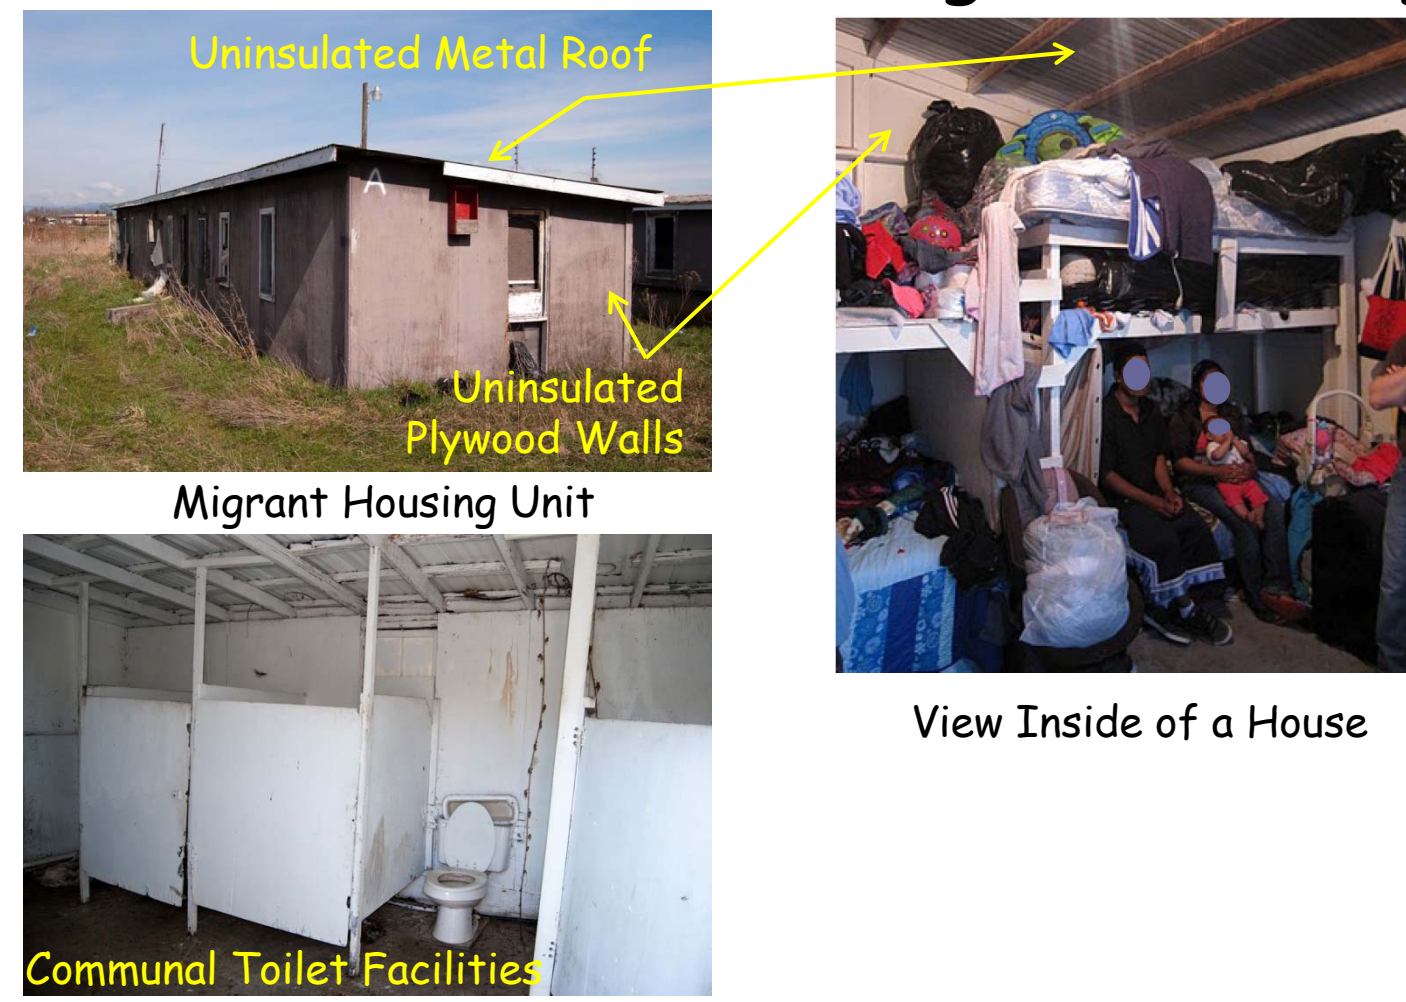 Uninsulated Metal Roof
A
Uninsulated
Plywood Walls
Migrant Housing Unit
Communal Toilet Facilities
View Inside of a House